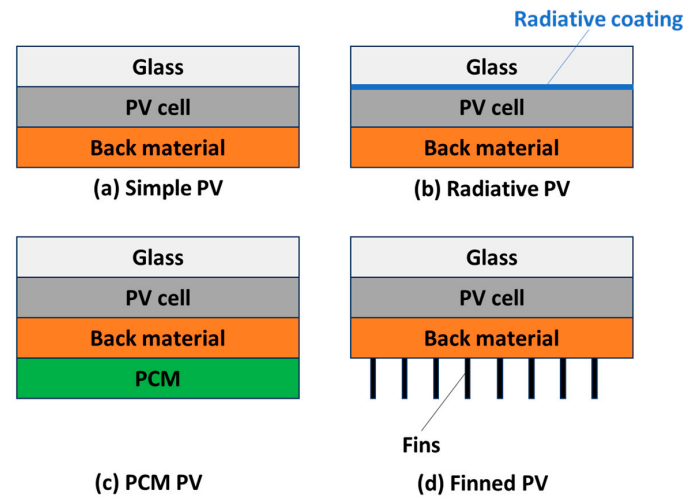 Radiative coating
Glass
PV cell
Back material
(a) Simple PV
Glass
PV cell
Back material
(b) Radiative PV
Glass
PV cell
Back material
PCM
(c) PCM PV
Glass
PV cell
Back material
Fins
(d) Finned PV